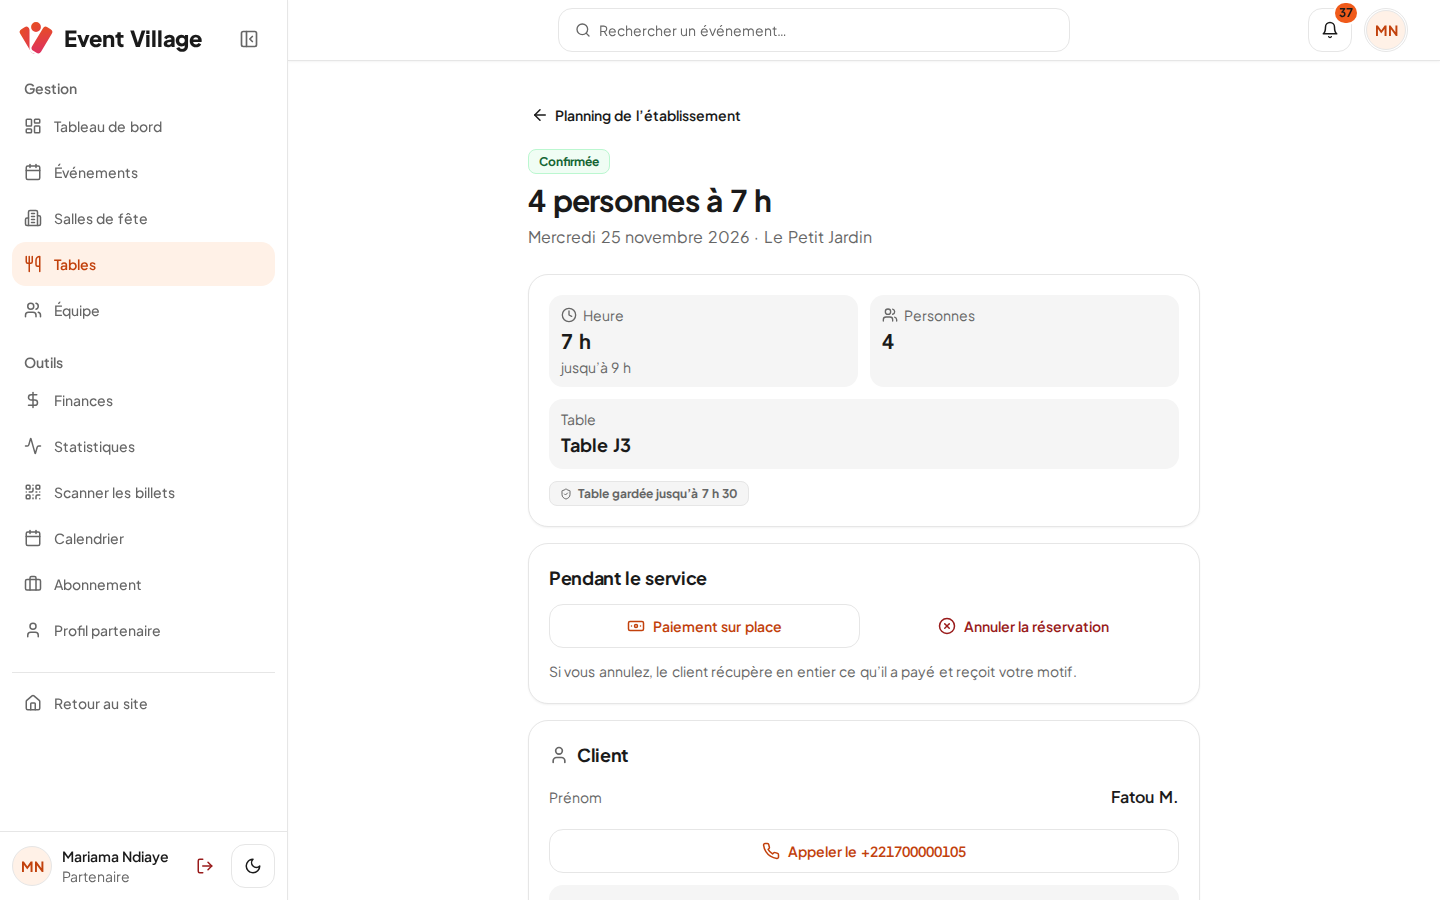 Event Village
Rechercher un événement...
37
MN
Gestion
Tableau de bord
Événements
Salles de fête
Tables
Équipe
Outils
Finances
Statistiques
Scanner les billets
Calendrier
Abonnement
Profil partenaire
Retour au site
MN
Mariama Ndiaye
Partenaire
Planning de l'établissement
Confirmée
4 personnes à 7 h
Mercredi 25 novembre 2026 · Le Petit Jardin
Heure
7 h
jusqu'à 9 h
Personnes
4
Table
Table J3
Table gardée jusqu'à 7 h 30
Pendant le service
Paiement sur place
Annuler la réservation
Si vous annulez, le client récupère en entier ce qu'il a payé et reçoit votre motif.
Client
Prénom
Fatou M.
Appeler le +221700000105